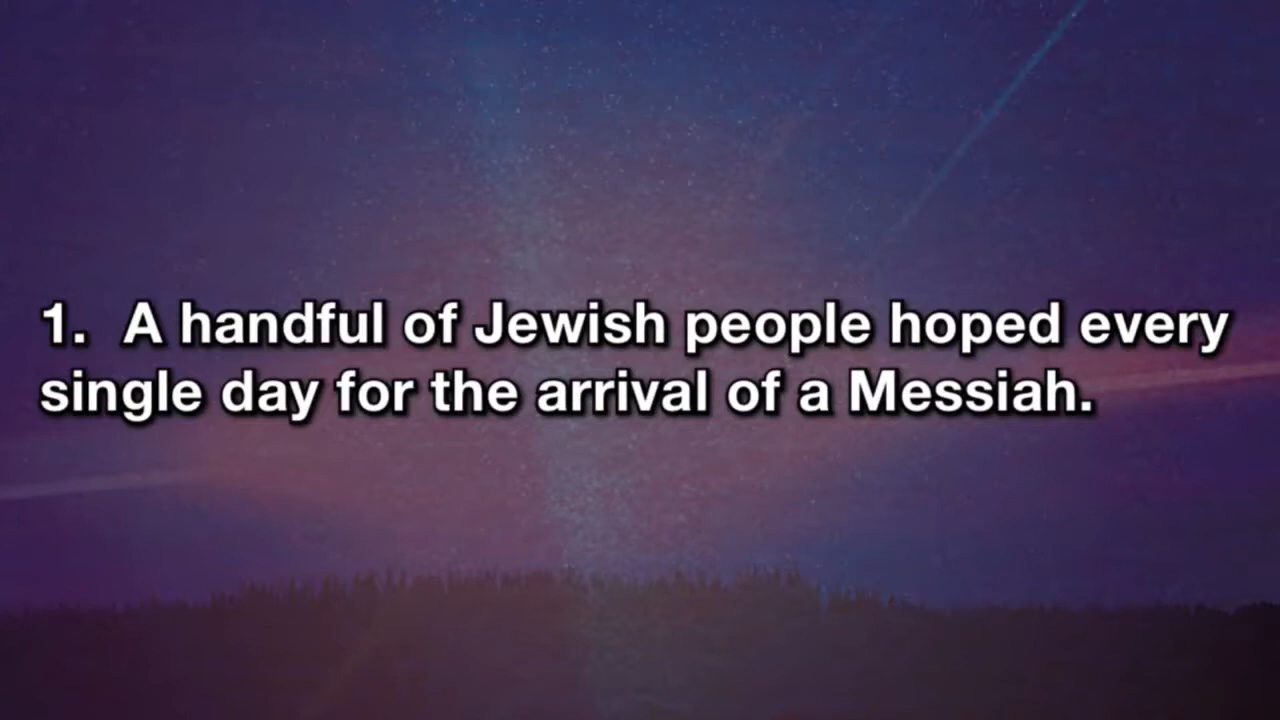 1. A handful of Jewish people hoped every
single day for the arrival of a Messiah.